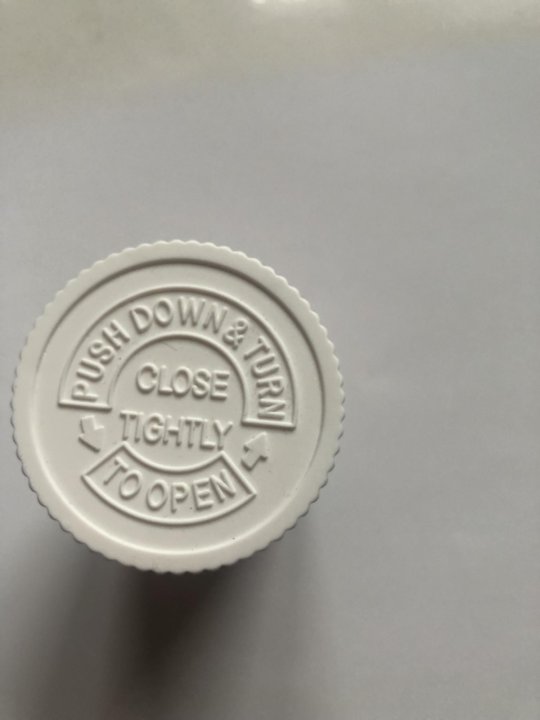 PUSH DOWN & TURN
CLOSE
TIGHTLY
TO OPEN